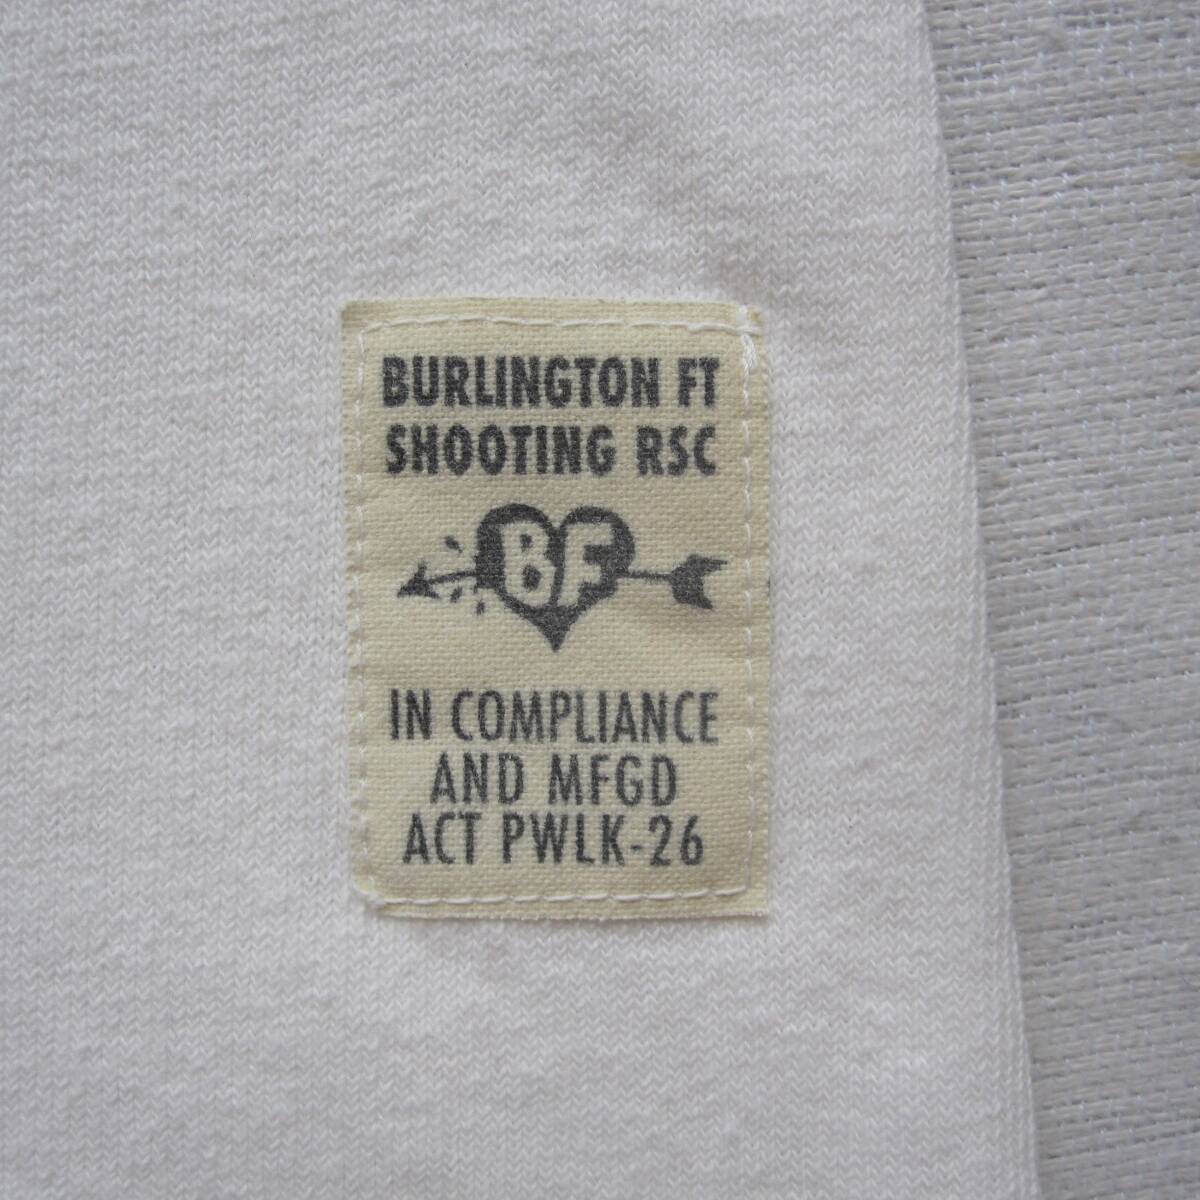 BURLINGTON FT
SHOOTING RSC
BF
IN COMPLIANCE
AND MFGD
ACT PWLK-26